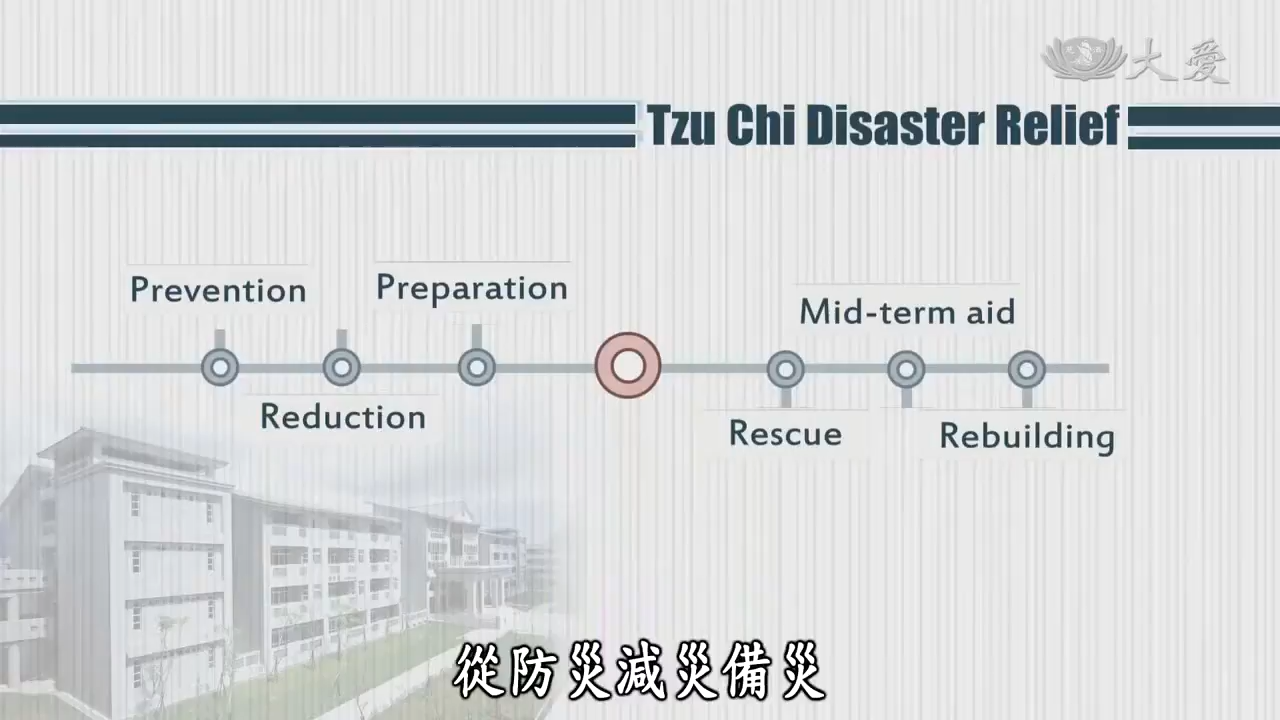 大愛
Tzu Chi Disaster Relief
Prevention
Reduction
Preparation
Rescue
Mid-term aid
Rebuilding
從防災減災備災